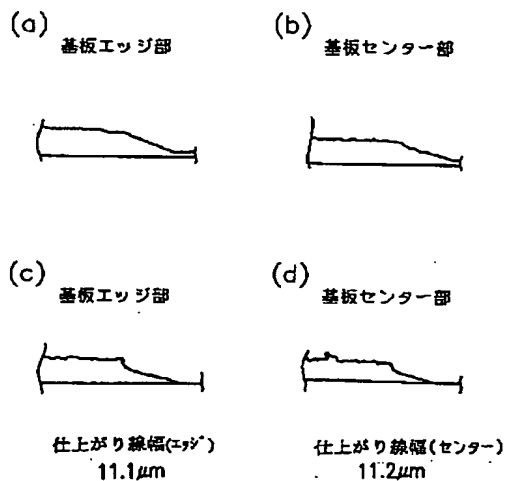 (a)
基板エッジ部
(b)
基板センター部
(c)
基板エッジ部
(d)
基板センター部
仕上がり線幅(ｴｯｼﾞ)
11.1μm
仕上がり線幅(センター)
11.2μm